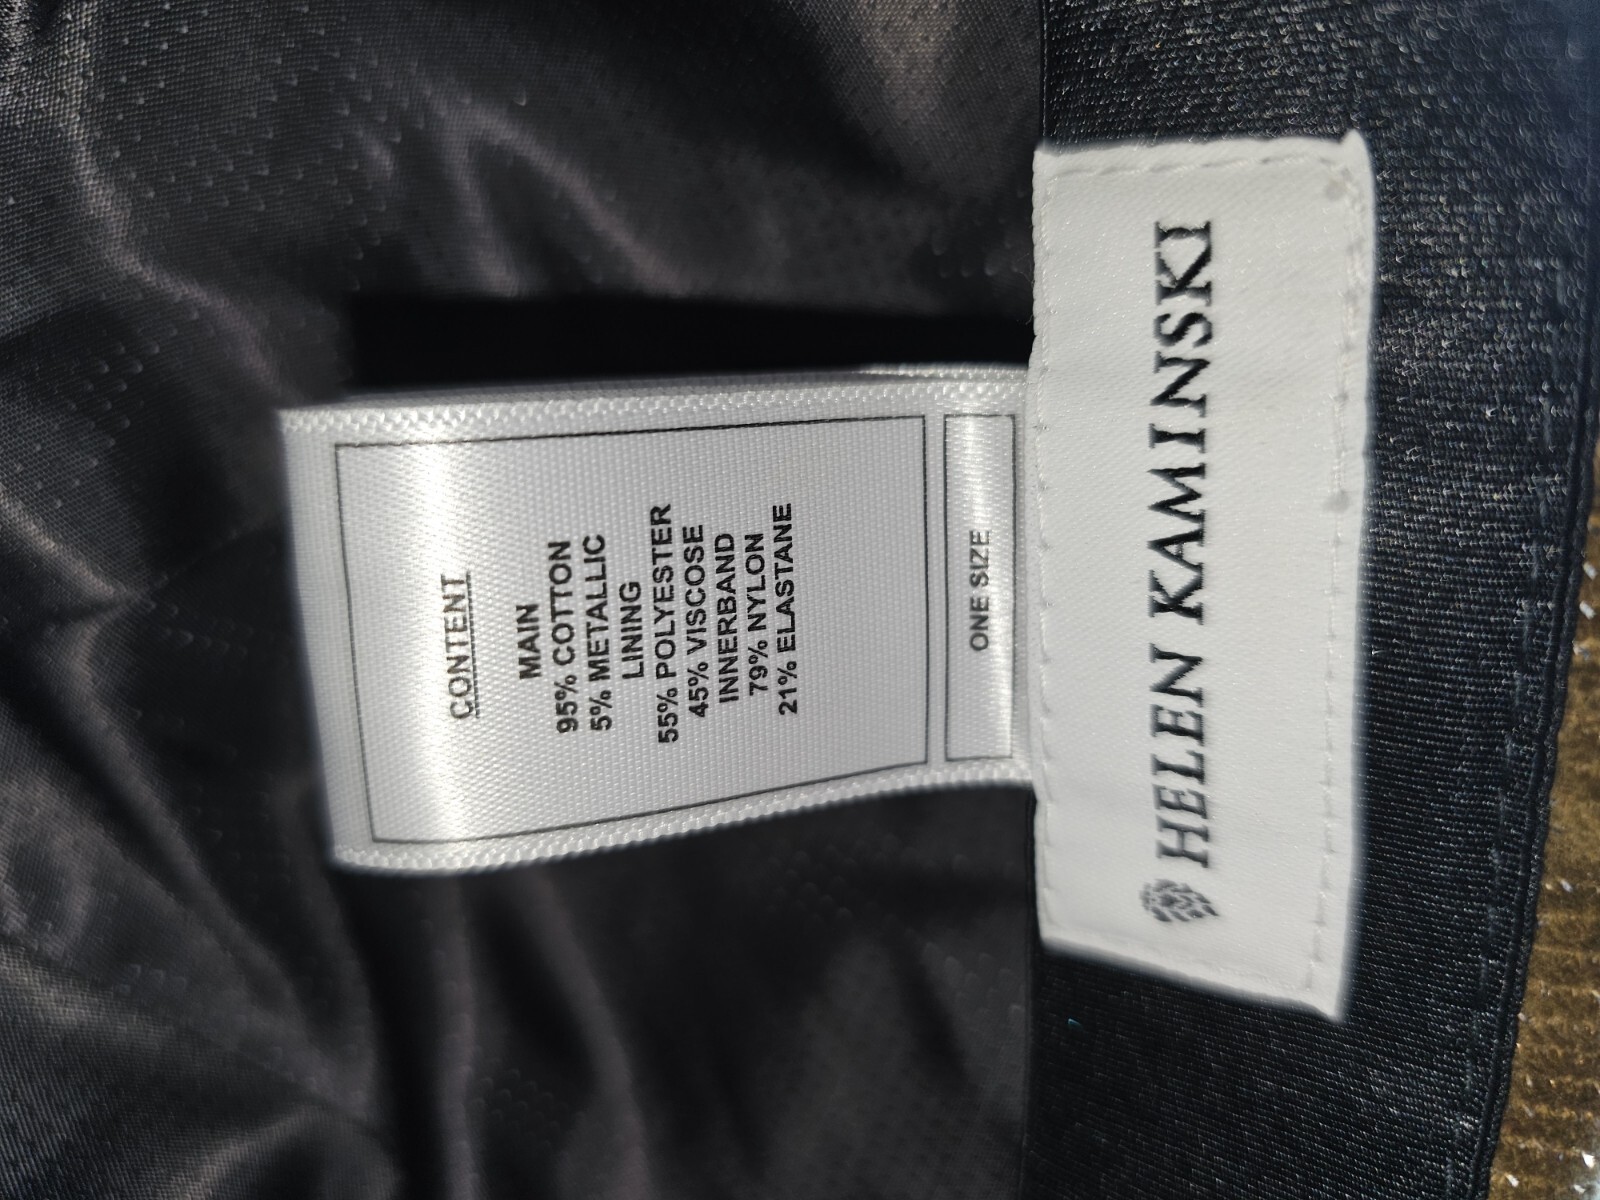 HELEN KAMINSKI
ONE SIZE
CONTENT
MAIN
95% COTTON
5% METALLIC
LINING
55% POLYESTER
45% VISCOSE
INNERBAND
79% NYLON
21% ELASTANE